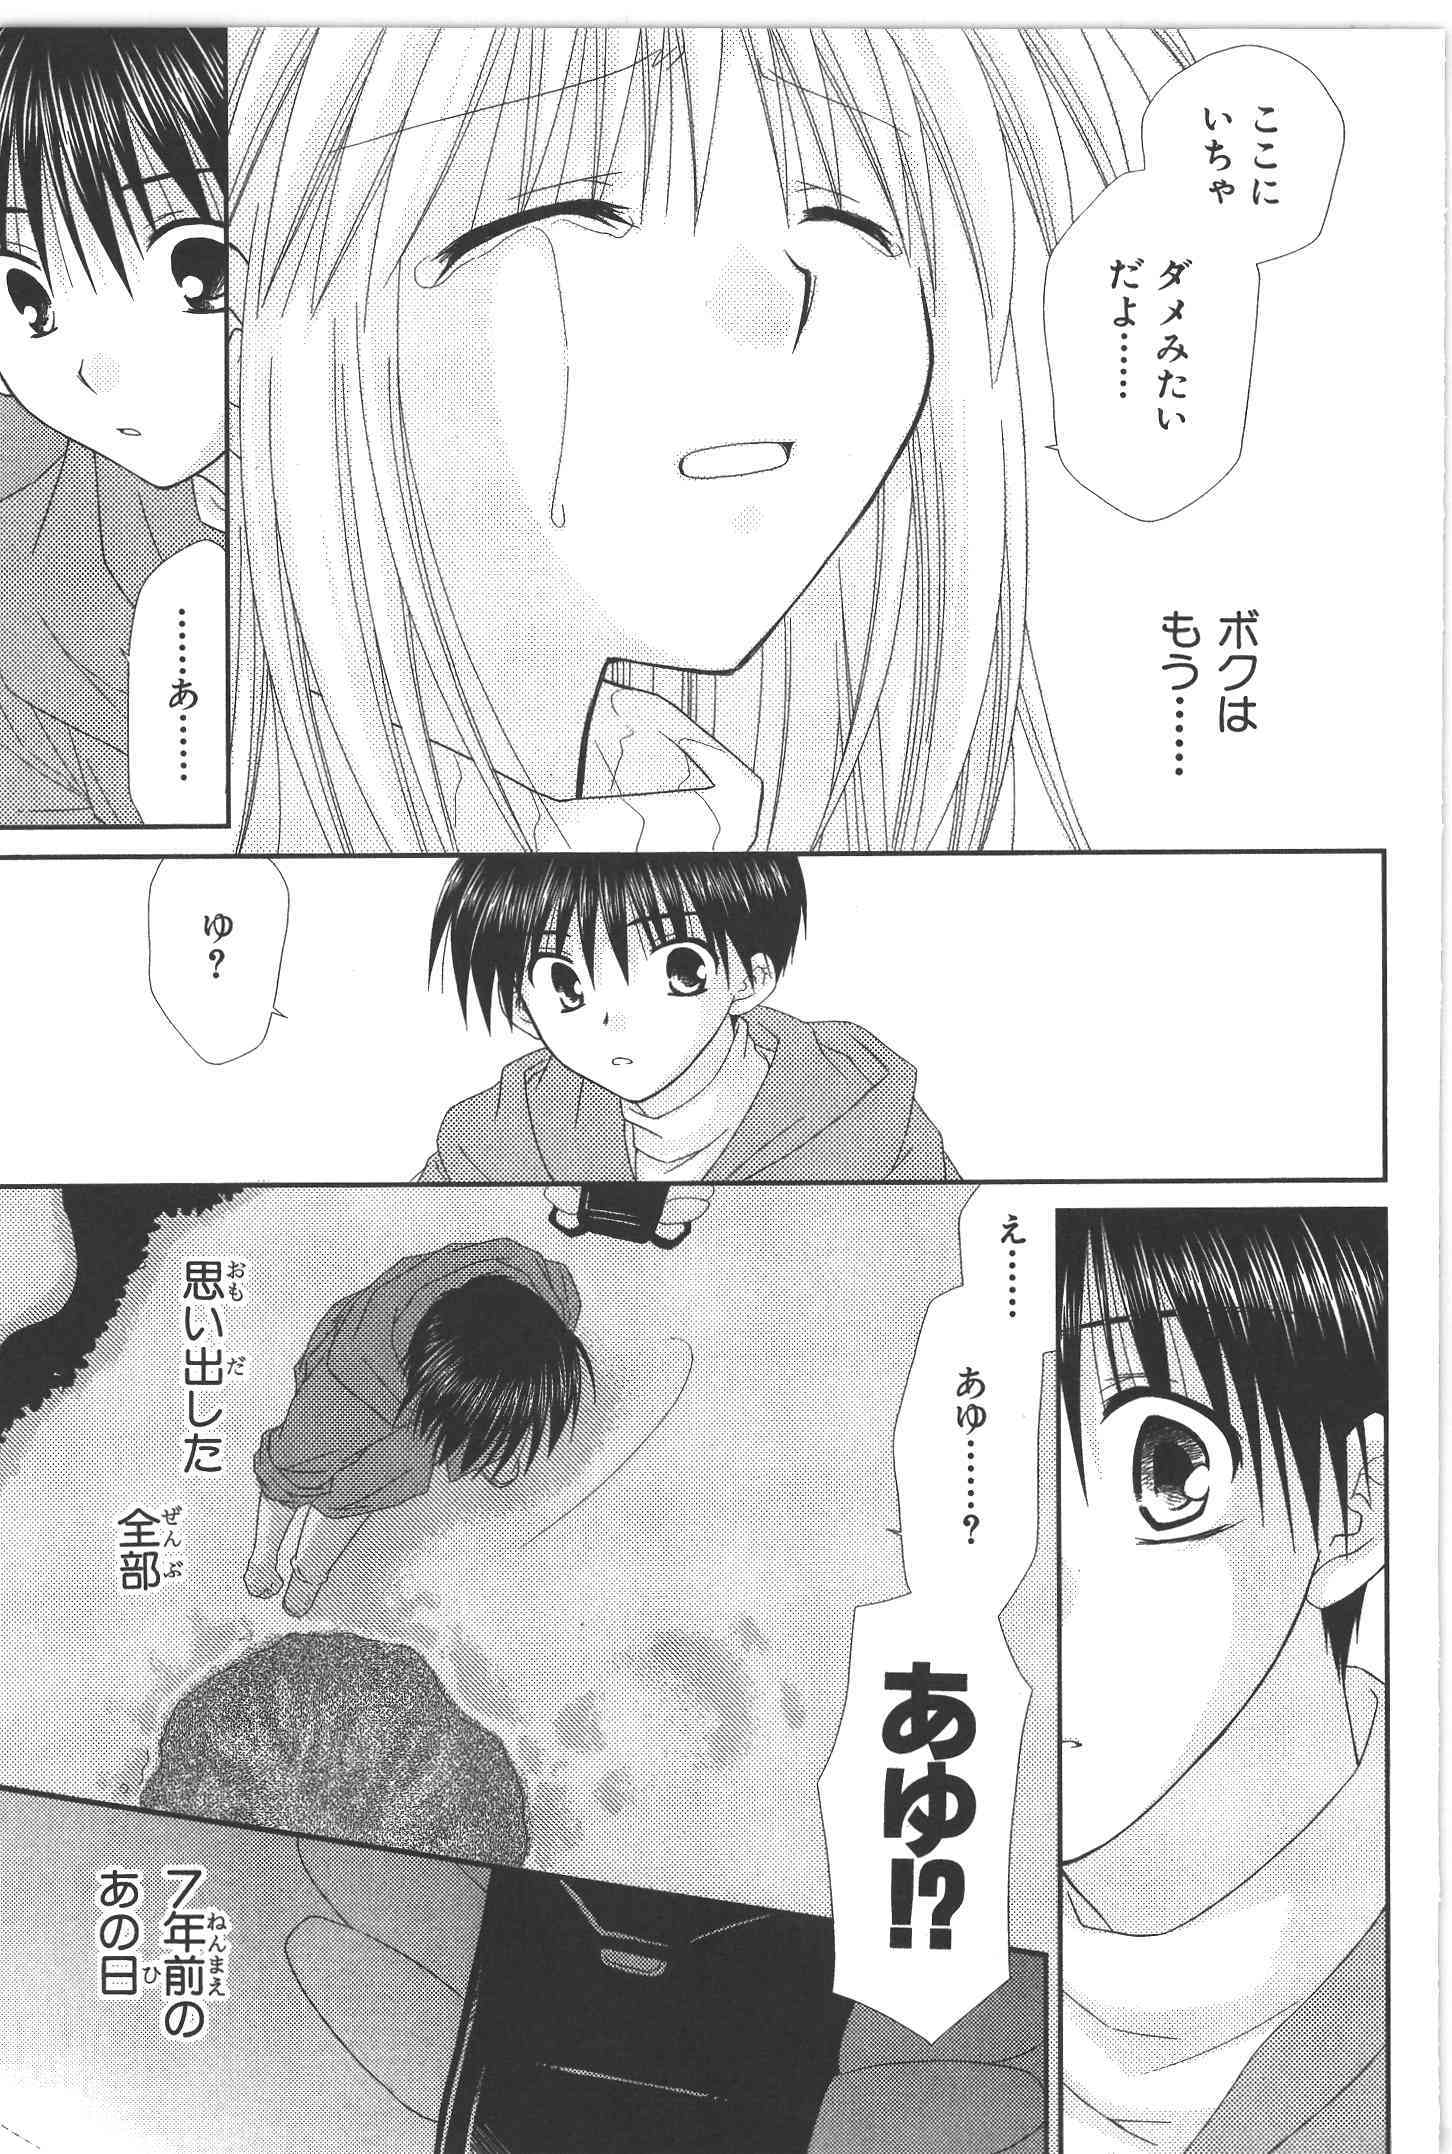 ここに
いちゃ
ダメみたい
だよ……
ボクは
もう……
……あ……
ゆ？
え……
あゆ……？
あゆ!?
思い出した
全部
７年前の
あの日